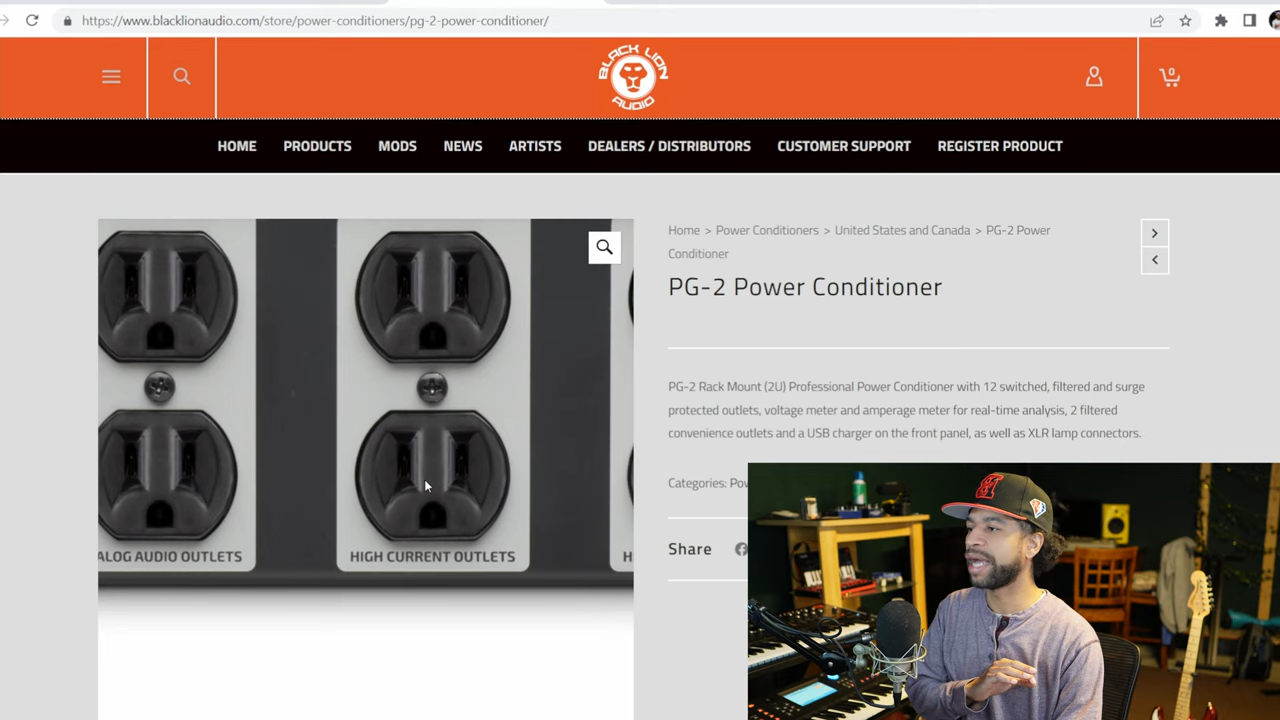 https://www.blacklionaudio.com/store/power-conditioners/pg-2-power-conditioner/
BLACK LION
AUDIO
0
HOME PRODUCTS MODS NEWS ARTISTS DEALERS / DISTRIBUTORS CUSTOMER SUPPORT REGISTER PRODUCT
Home > Power Conditioners > United States and Canada > PG-2 Power
Conditioner
PG-2 Power Conditioner
PG-2 Rack Mount (2U) Professional Power Conditioner with 12 switched, filtered and surge
protected outlets, voltage meter and amperage meter for real-time analysis, 2 filtered
convenience outlets and a USB charger on the front panel, as well as XLR lamp connectors.
Categories: Pow
Share
ALOG AUDIO OUTLETS HIGH CURRENT OUTLETS H